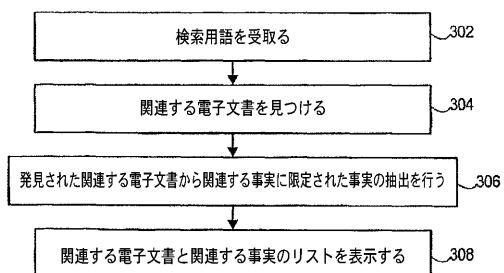 検索用語を受取る
302
関連する電子文書を見つける
304
発見された関連する電子文書から関連する事実に限定された事実の抽出を行う
306
関連する電子文書と関連する事実のリストを表示する
308